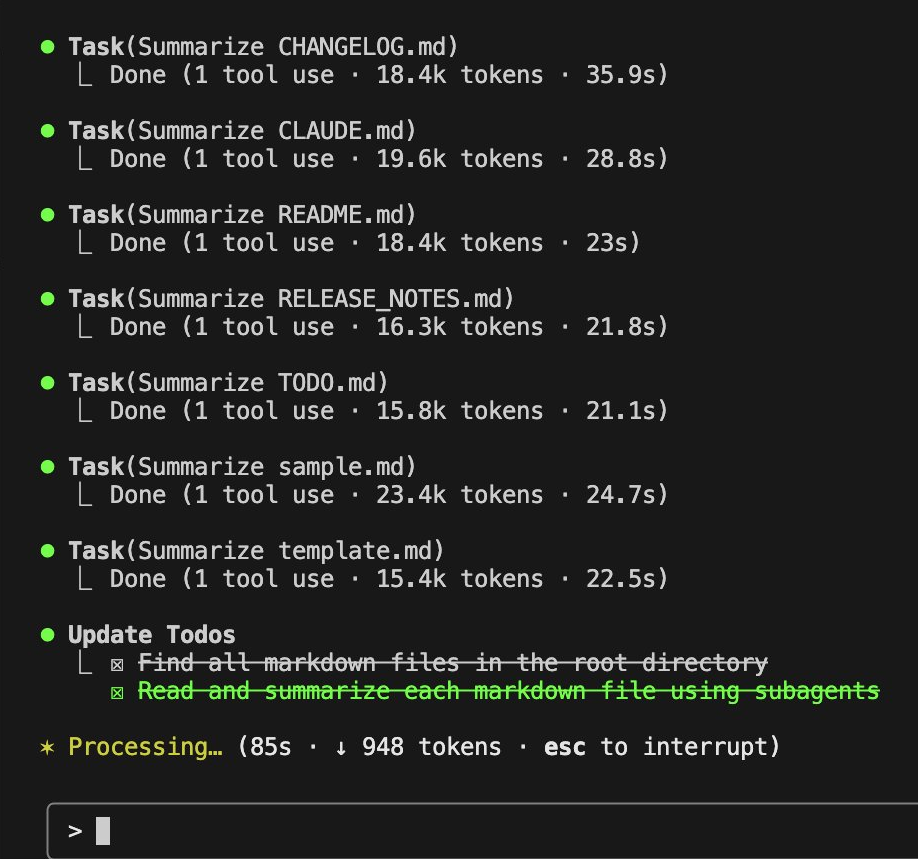 ● Task(Summarize CHANGELOG.md)
⎿ Done (1 tool use · 18.4k tokens · 35.9s)
● Task(Summarize CLAUDE.md)
⎿ Done (1 tool use · 19.6k tokens · 28.8s)
● Task(Summarize README.md)
⎿ Done (1 tool use · 18.4k tokens · 23s)
● Task(Summarize RELEASE_NOTES.md)
⎿ Done (1 tool use · 16.3k tokens · 21.8s)
● Task(Summarize TODO.md)
⎿ Done (1 tool use · 15.8k tokens · 21.1s)
● Task(Summarize sample.md)
⎿ Done (1 tool use · 23.4k tokens · 24.7s)
● Task(Summarize template.md)
⎿ Done (1 tool use · 15.4k tokens · 22.5s)
● Update Todos
⎿ ☒ Find all markdown files in the root directory
☒ Read and summarize each markdown file using subagents
✶ Processing… (85s · ↓ 948 tokens · esc to interrupt)
>